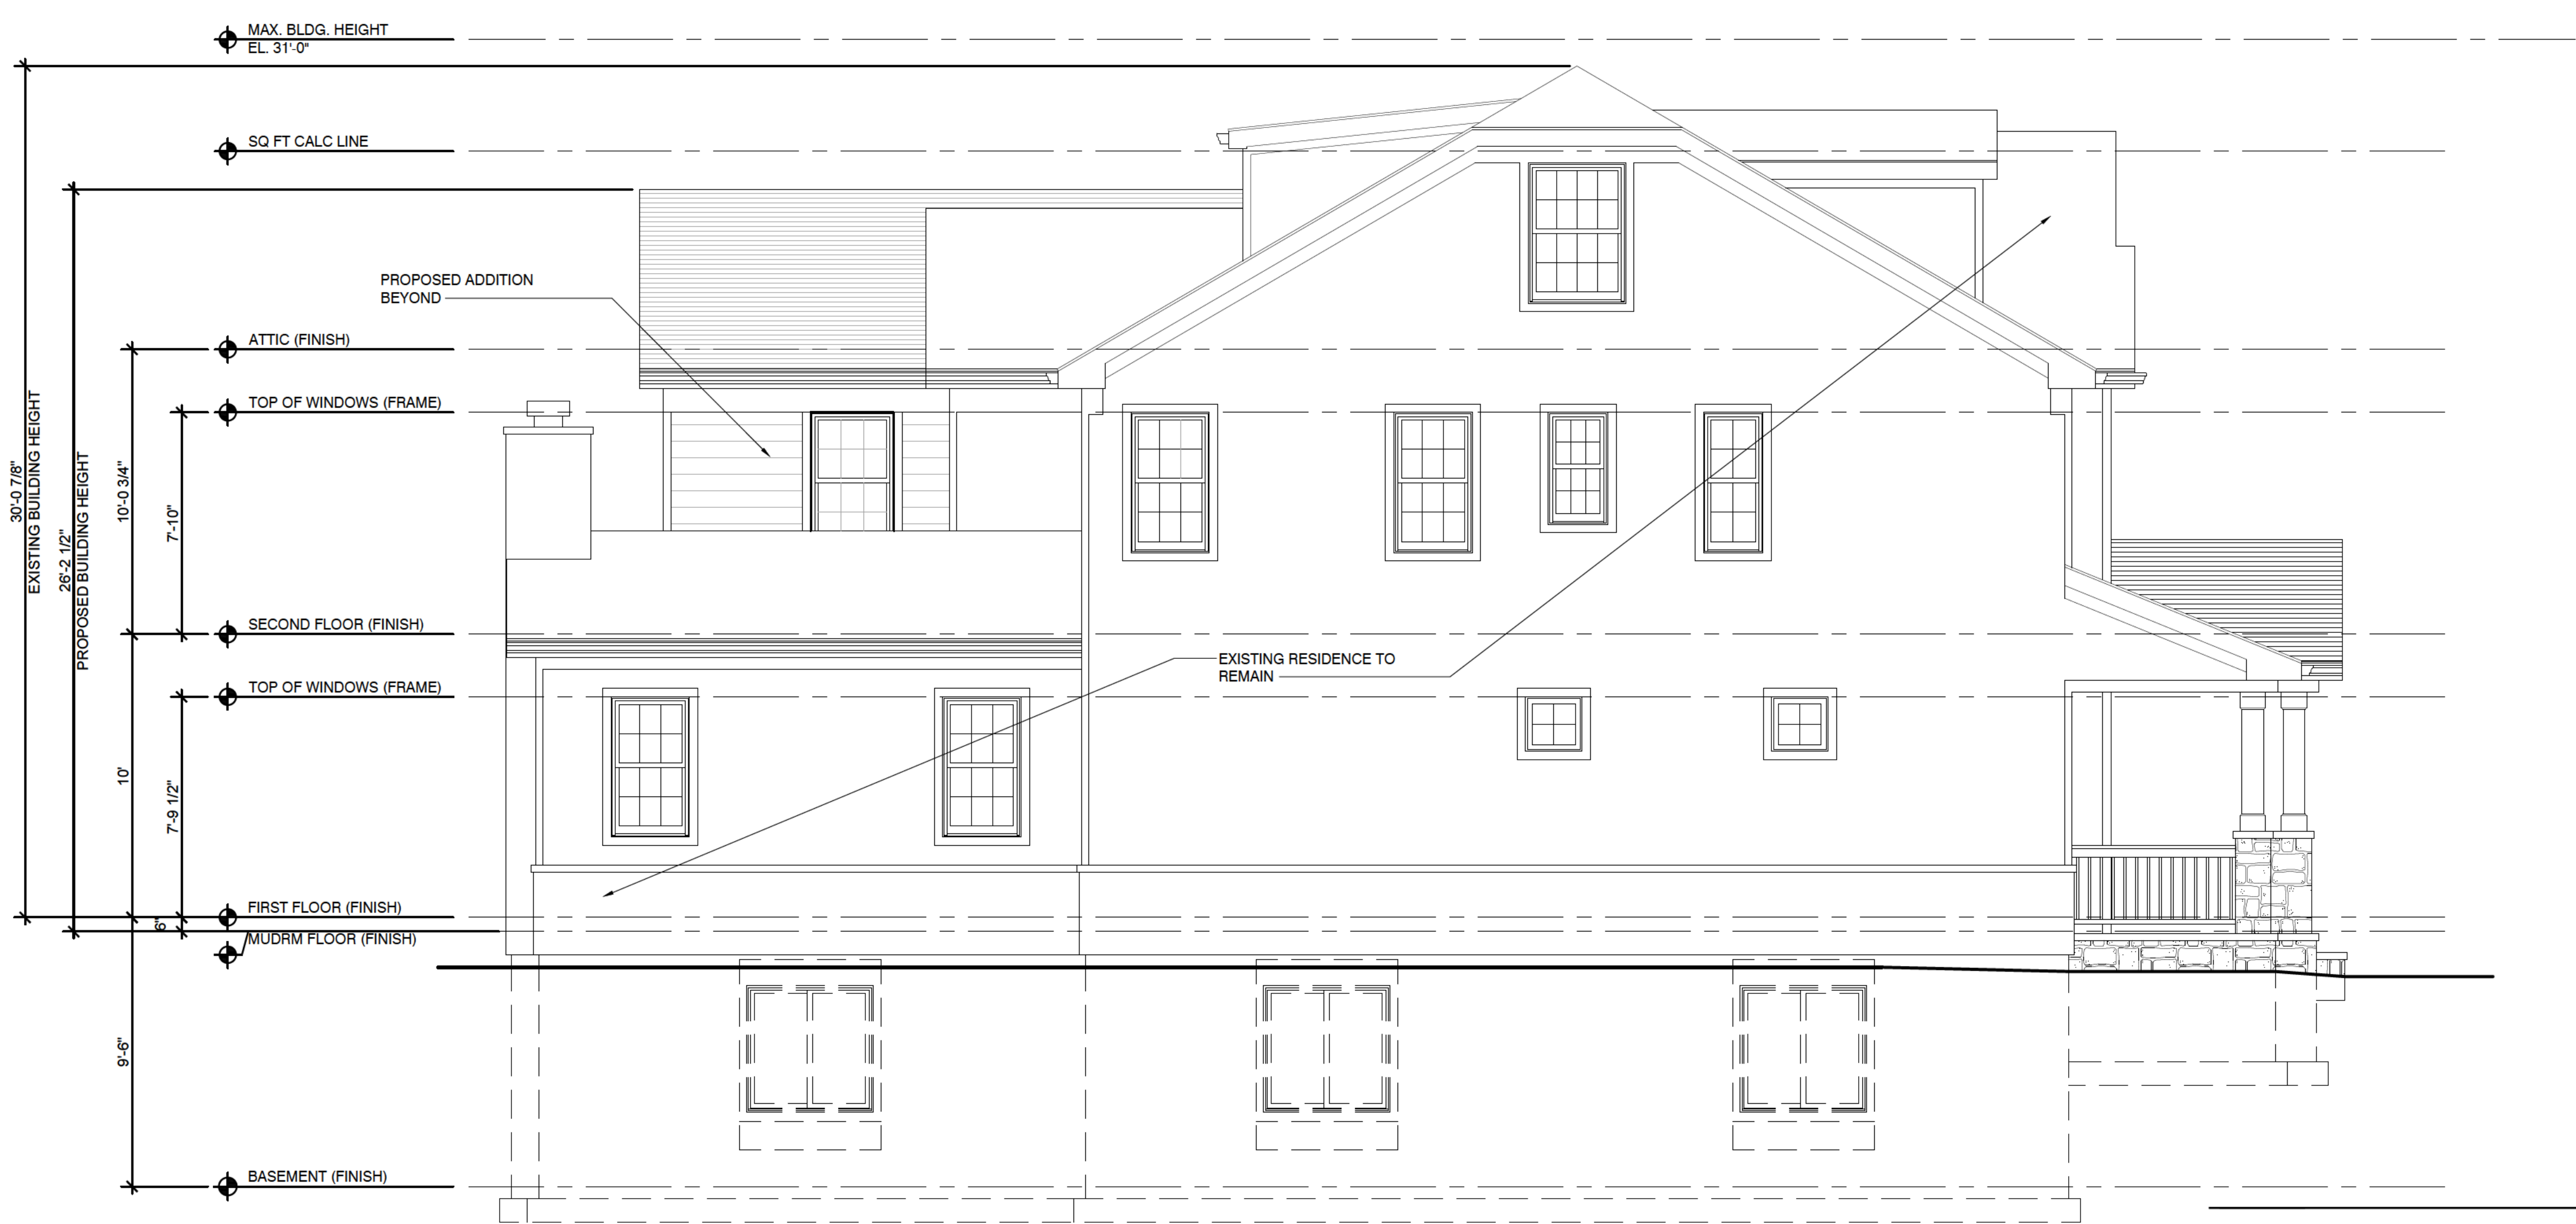 MAX. BLDG. HEIGHT
EL. 31'-0"
SQ FT CALC LINE
PROPOSED ADDITION
BEYOND
ATTIC (FINISH)
TOP OF WINDOWS (FRAME)
30'-0 7/8"
EXISTING BUILDING HEIGHT
26'-2 1/2"
PROPOSED BUILDING HEIGHT
10'-0 3/4"
7'-10"
SECOND FLOOR (FINISH)
EXISTING RESIDENCE TO
REMAIN
TOP OF WINDOWS (FRAME)
10'
7'-9 1/2"
FIRST FLOOR (FINISH)
6"
MUDRM FLOOR (FINISH)
9'-6"
BASEMENT (FINISH)